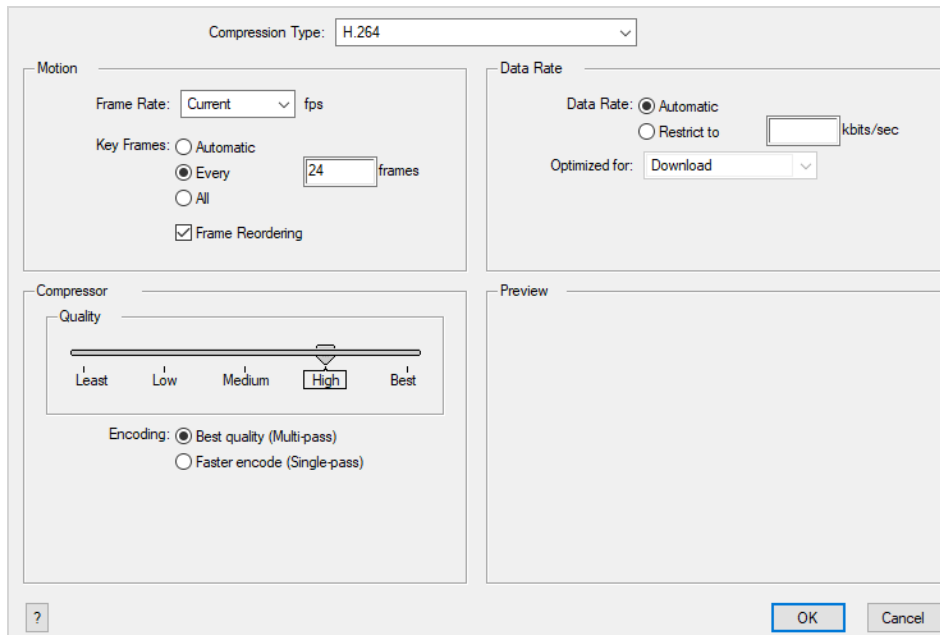 Compression Type: H.264
Motion
Frame Rate: Current fps
Key Frames: Automatic
Every 24 frames
All
Frame Reordering
Data Rate
Data Rate: Automatic
Restrict to kbits/sec
Optimized for: Download
Compressor
Quality
Least Low Medium High Best
Encoding: Best quality (Multi-pass)
Faster encode (Single-pass)
Preview
? OK Cancel